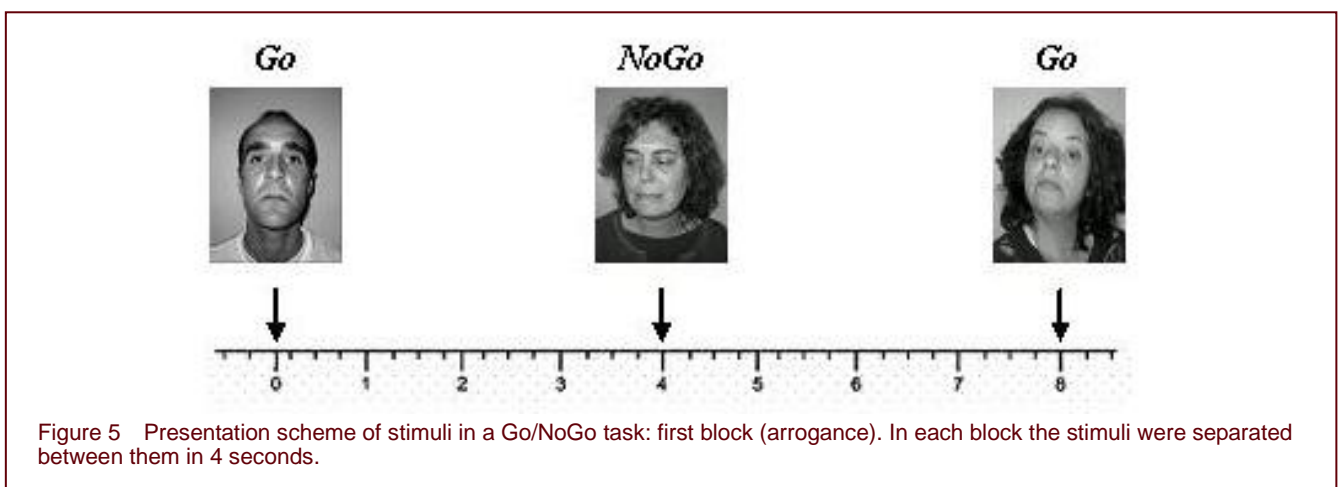 Go NoGo Go
0 1 2 3 4 5 6 7 8
Figure 5 Presentation scheme of stimuli in a Go/NoGo task: first block (arrogance). In each block the stimuli were separated
between them in 4 seconds.